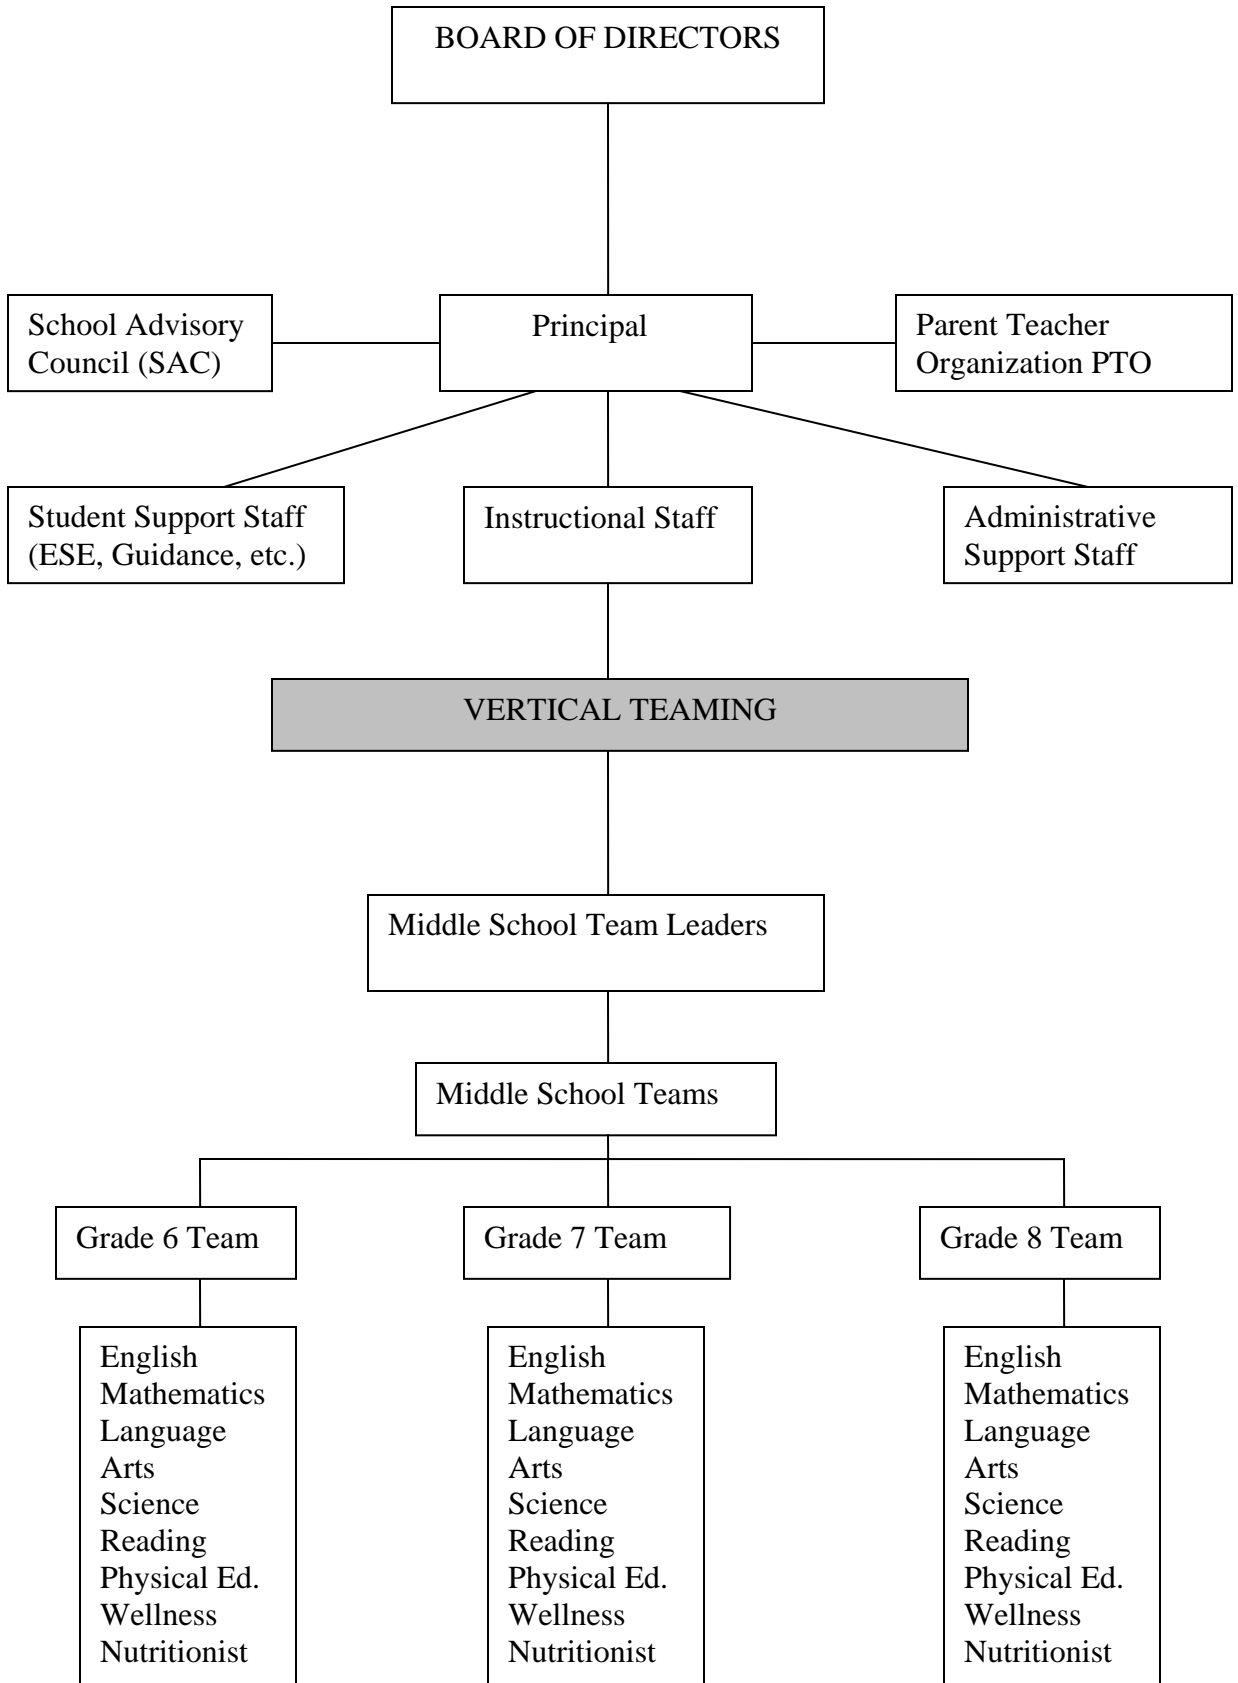 BOARD OF DIRECTORS
School Advisory
Council (SAC)
Principal
Parent Teacher
Organization PTO
Student Support Staff
(ESE, Guidance, etc.)
Instructional Staff
Administrative
Support Staff
VERTICAL TEAMING
Middle School Team Leaders
Middle School Teams
Grade 6 Team
Grade 7 Team
Grade 8 Team
English
Mathematics
Language
Arts
Science
Reading
Physical Ed.
Wellness
Nutritionist
English
Mathematics
Language
Arts
Science
Reading
Physical Ed.
Wellness
Nutritionist
English
Mathematics
Language
Arts
Science
Reading
Physical Ed.
Wellness
Nutritionist